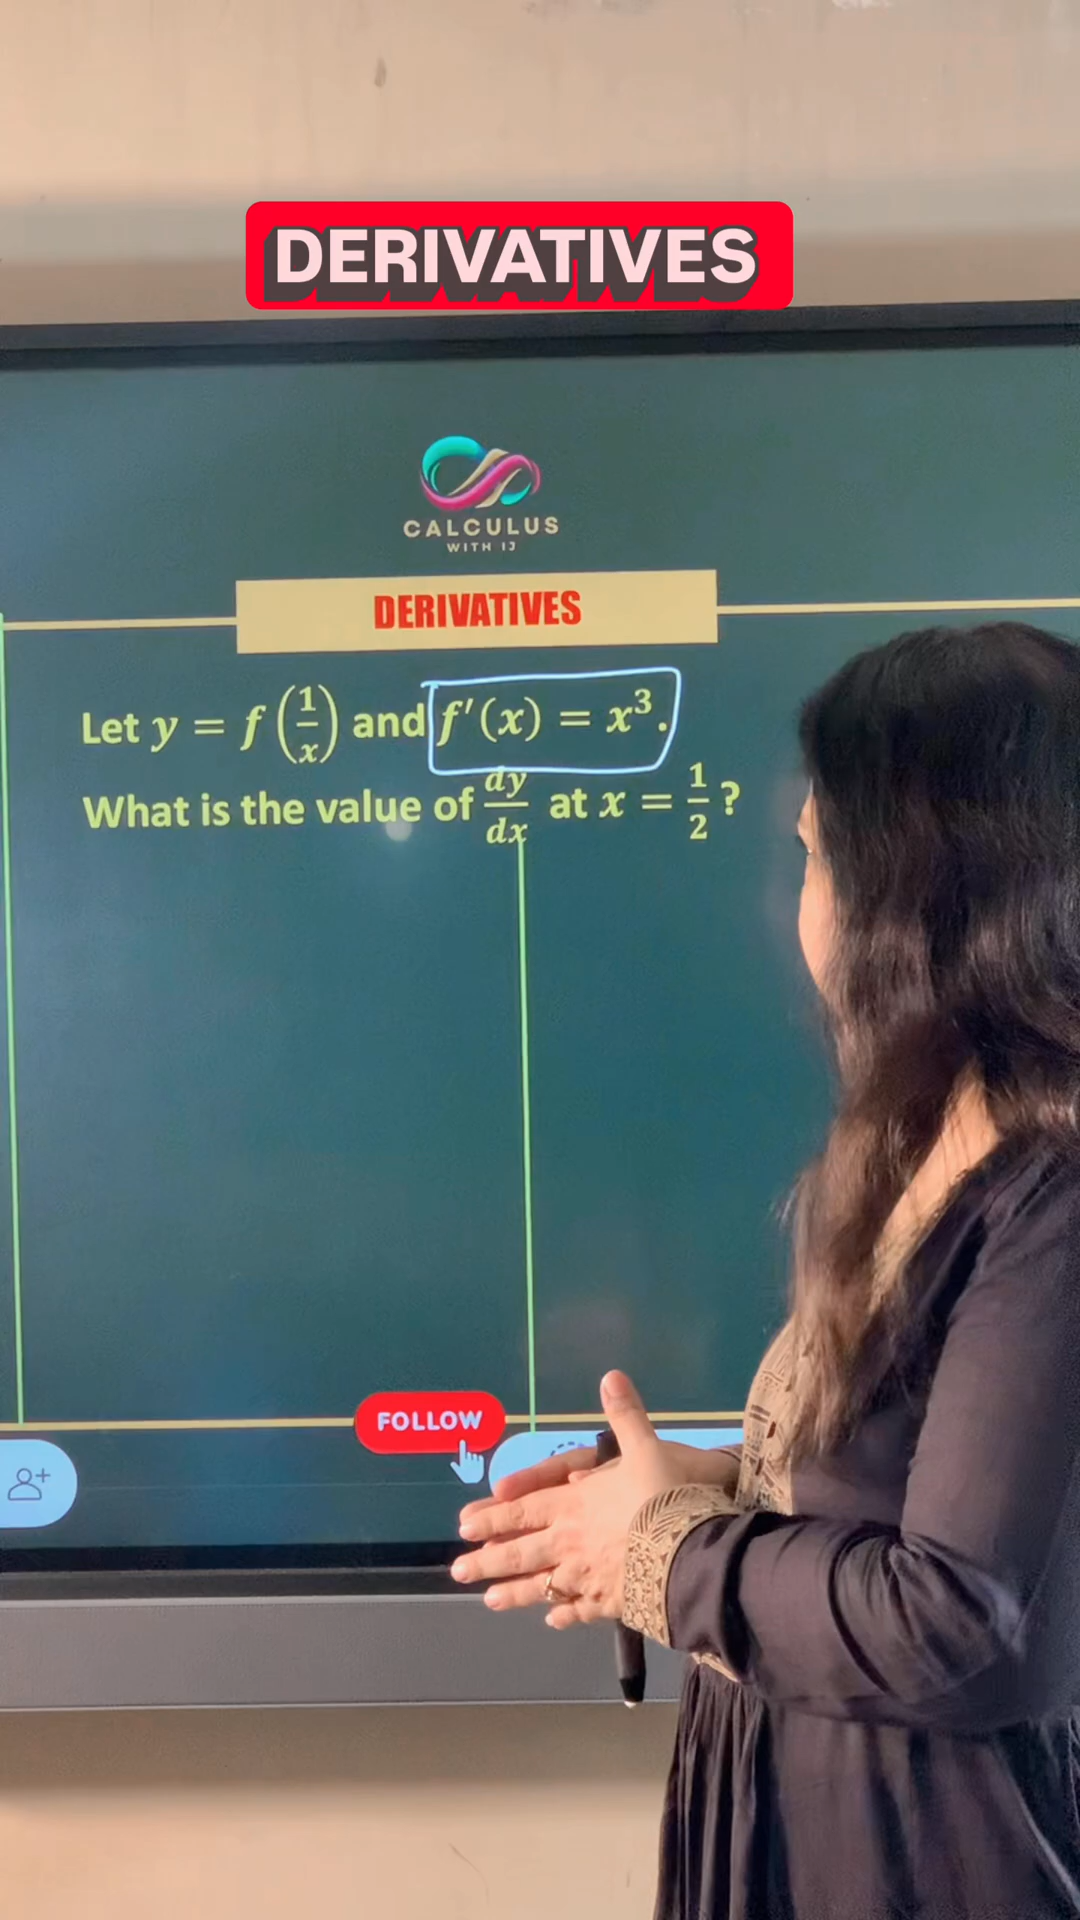 DERIVATIVES
CALCULUS
WITH IJ
DERIVATIVES
Let y = f(1/x) and f'(x) = x³.
What is the value of dy/dx at x = 1/2?
FOLLOW